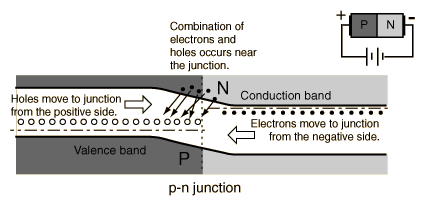 Combination of
electrons and
holes occurs near
the junction.
+
P
N
-
N
Conduction band
Holes move to junction
from the positive side.
Electrons move to junction
from the negative side.
Valence band
P
p-n junction